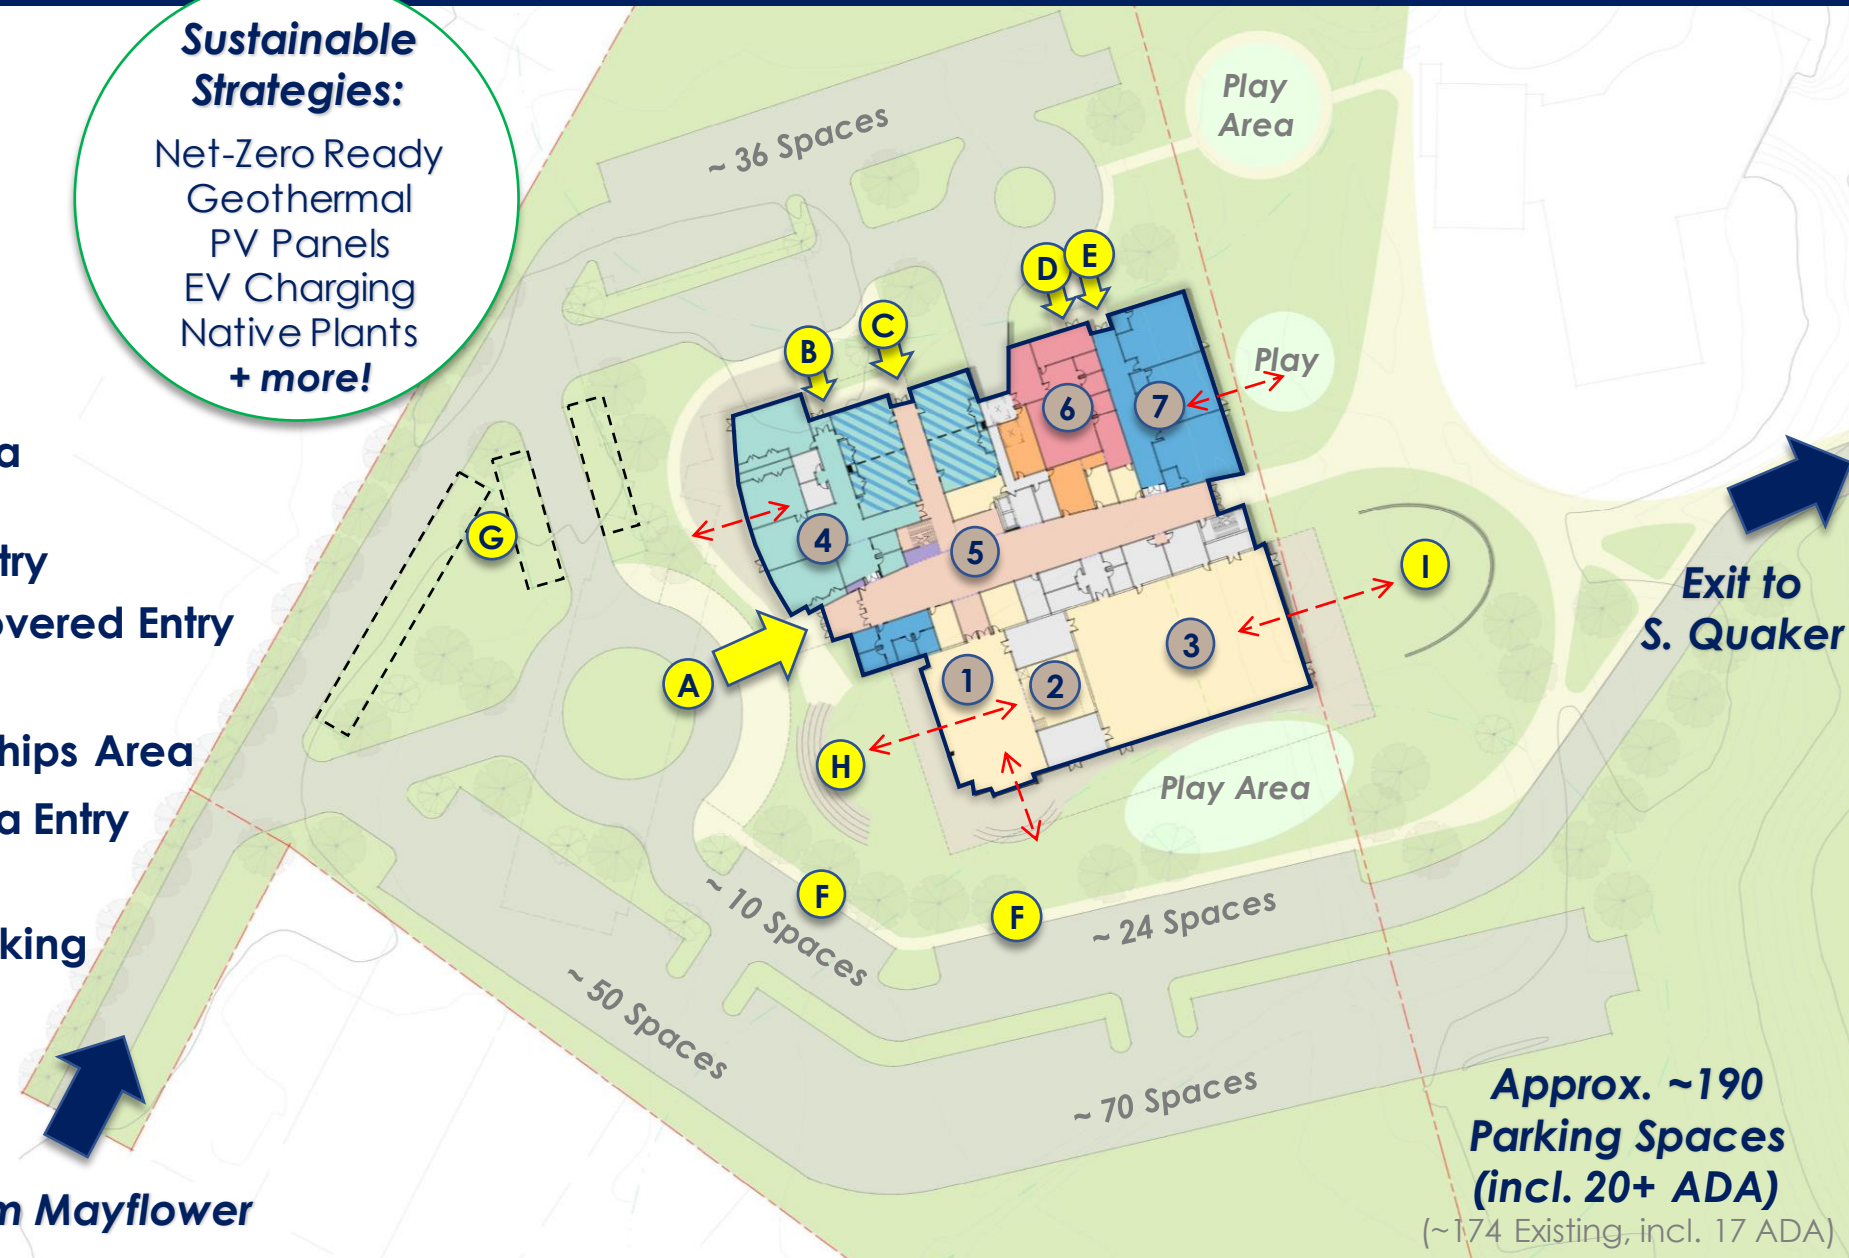 Sustainable
Strategies:
Net-Zero Ready
Geothermal
PV Panels
EV Charging
Native Plants
+ more!
~ 36 Spaces
Play
Area
D
E
C
B
Play
6
7
4
5
G
I
Exit to
S. Quaker
a
try
overed Entry
A
1
2
3
H
hips Area
a Entry
Play Area
king
F
F
~ 10 Spaces
~ 24 Spaces
~ 50 Spaces
~ 70 Spaces
m Mayflower
Approx. ~190
Parking Spaces
(incl. 20+ ADA)
(~174 Existing, incl. 17 ADA)